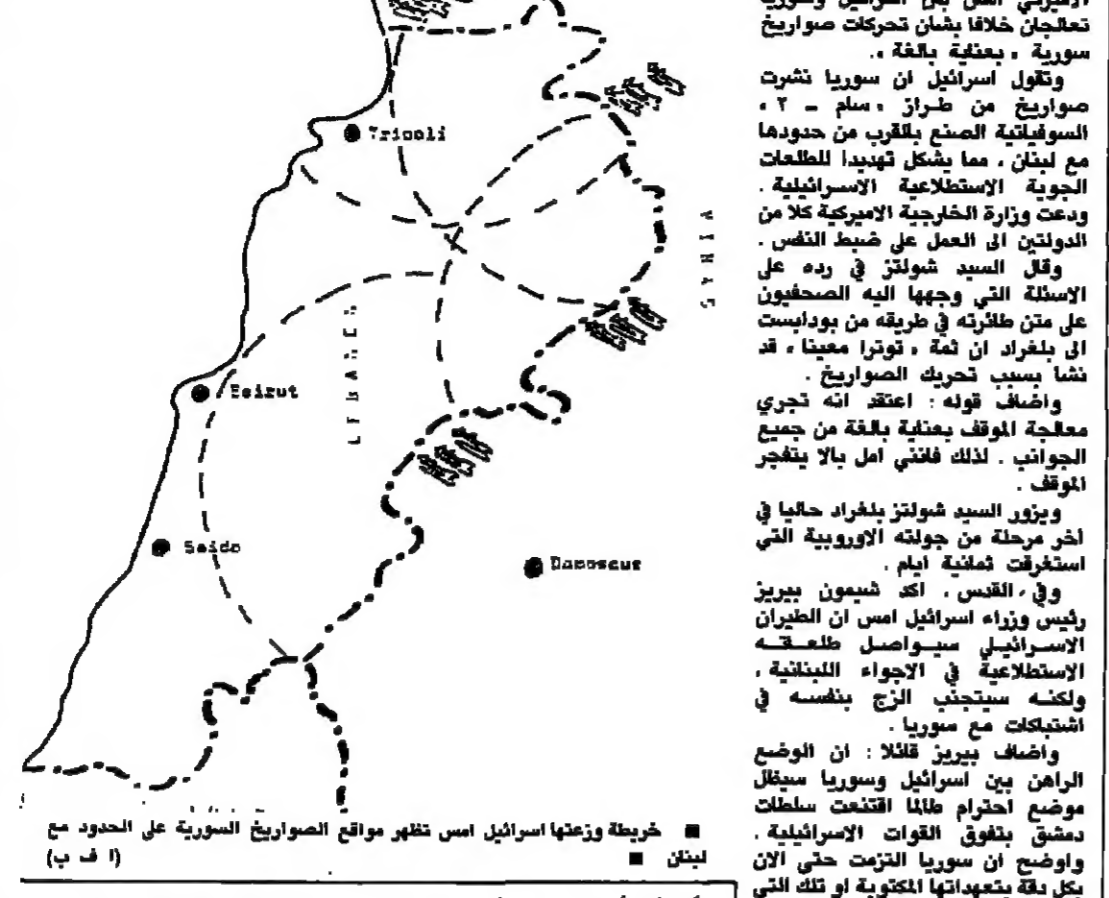 الاميركي
بين اسرائيل وسوريا
تعالجان خلافا بشان تحركات صواريخ
سورية ، بعناية بالغة ،.
وتقول اسرائيل ان سوريا نشرت
صواريخ من طراز ، سام ـ ٢ ،
السوفياتية الصنع بالقرب من حدودها
مع لبنان ، مما يشكل تهديدا للطلعات
الجوية الاستطلاعية الاسرائيلية .
ودعت وزارة الخارجية الاميركية كلا من
الدولتين الى العمل على ضبط النفس .
وقال السيد شولتز في رده على
الاسئلة التي وجهها اليه الصحفيون
على متن طائرته في طريقه من بودابست
الى بلغراد ان ثمة ، توترا معينا ، قد
نشا بسبب تحريك الصواريخ .
واضاف قوله : اعتقد انه تجري
معالجة الموقف بعناية بالغة من جميع
الجوانب . لذلك فانني امل بالا يتفجر
الموقف .
ويزور السيد شولتز بلغراد حاليا في
أخر مرحلة من جولته الاوروبية التي
استغرقت ثمانية ايام .
وفي ، القدس ، اكد شيمون بيريز
رئيس وزراء اسرائيل امس ان الطيران
الاسرائيلي سيواصل طلعـقـه
الاستطلاعية في الاجواء اللبنانية ،
ولكنه سيتجنب الزج بنفسه في
اشتباكات مع سوريا .
واضاف بيريز قائلا : ان الوضع
الراهن بين اسرائيل وسوريا سيظل
موضع احترام طالما اقتنعت سلطات
دمشق بتفوق القوات الاسرائيلية .
واوضح ان سوريا التزمت حتى الان
بكل دقة بتعهداتها المكتوبة او تلك التي
Tripoli
Beirut
LEBANON
Saida
Damascus
■ خريطة وزعتها اسرائيل امس تظهر مواقع الصواريخ السورية على الحدود مع
لبنان ■ (ا ف ب)